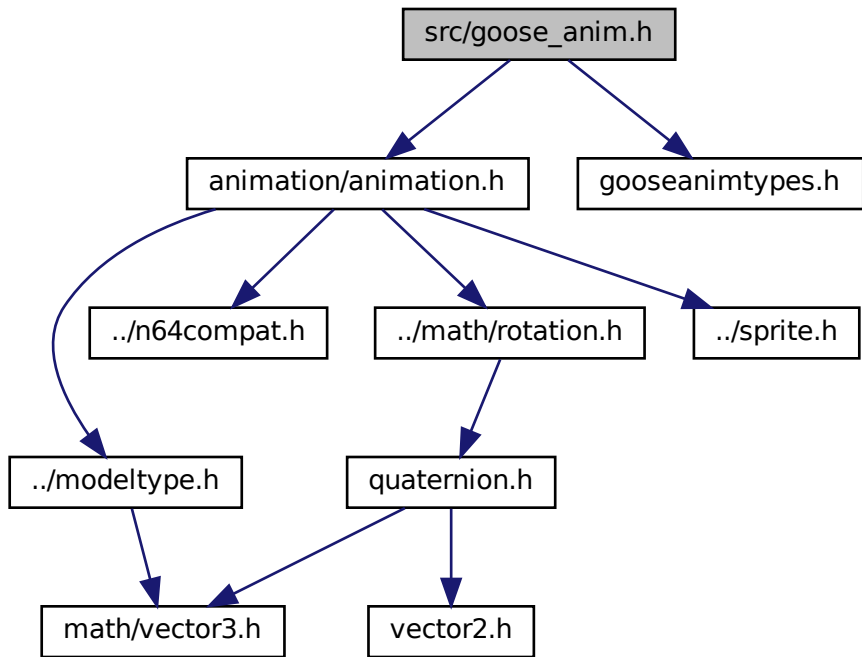 src/goose_anim.h
animation/animation.h
gooseanimtypes.h
../n64compat.h
../math/rotation.h
../sprite.h
../modeltype.h
quaternion.h
math/vector3.h
vector2.h